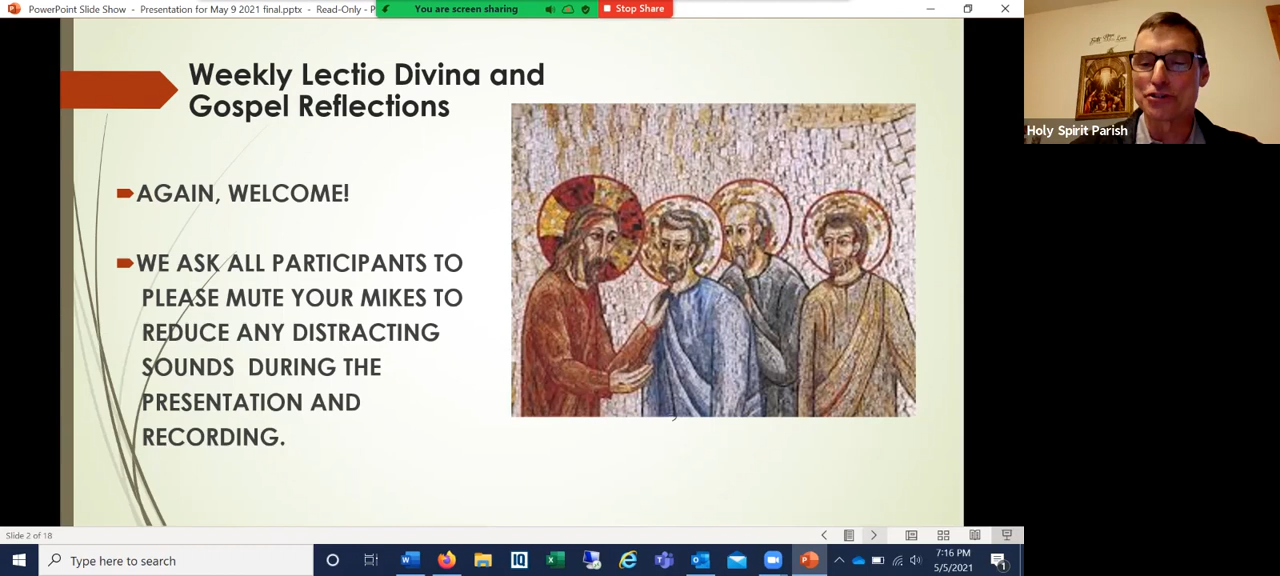 PowerPoint Slide Show - Presentation for May 9 2021 final.pptx - Read-Only - P
You are screen sharing
Stop Share
Weekly Lectio Divina and
Gospel Reflections
AGAIN, WELCOME!
WE ASK ALL PARTICIPANTS TO
PLEASE MUTE YOUR MIKES TO
REDUCE ANY DISTRACTING
SOUNDS DURING THE
PRESENTATION AND
RECORDING.
Holy Spirit Parish
Slide 2 of 18
Type here to search
7:16 PM
5/5/2021
1